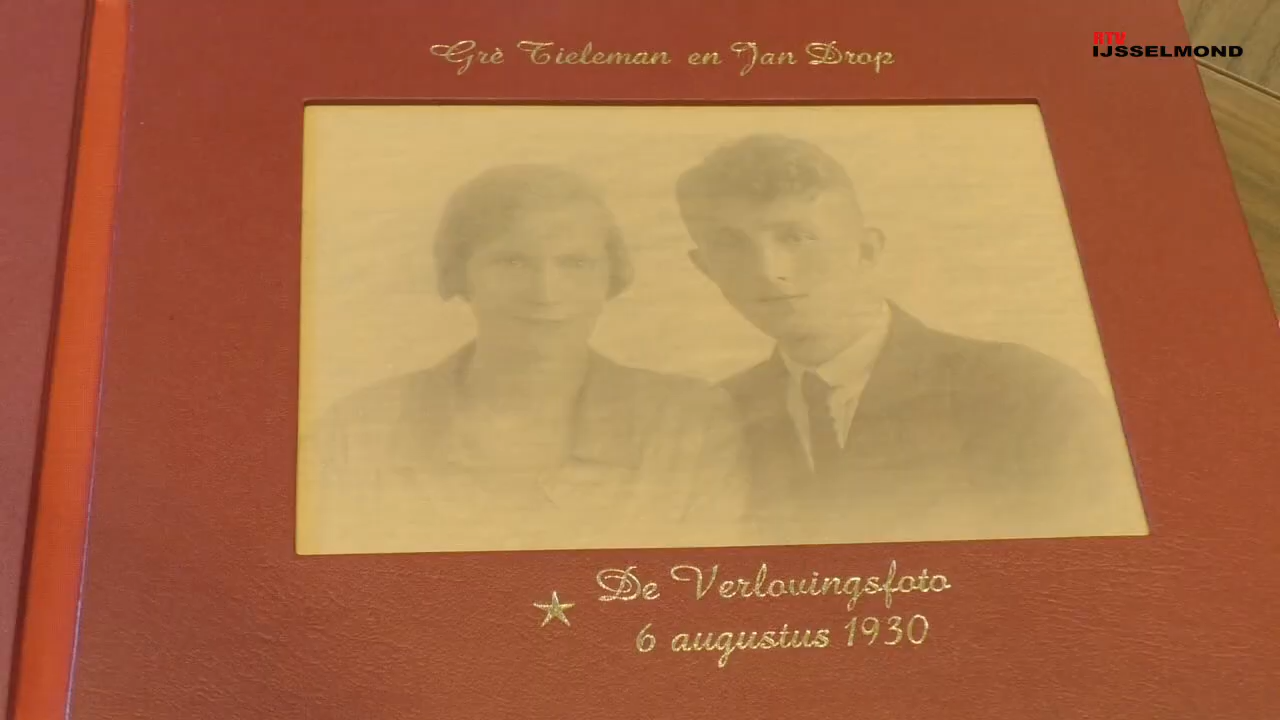 RTV
IJSSELMOND
Grè Tieleman en Jan Drop
De Verlovingsfoto
6 augustus 1930